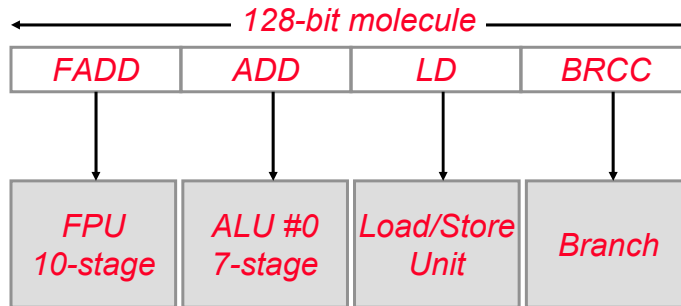 128-bit molecule
FADD ADD LD BRCC
FPU ALU #0 Load/Store Branch
10-stage 7-stage Unit